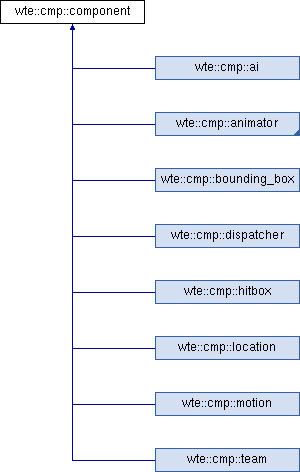 wte::cmp::component
wte::cmp::ai
wte::cmp::animator
wte::cmp::bounding_box
wte::cmp::dispatcher
wte::cmp::hitbox
wte::cmp::location
wte::cmp::motion
wte::cmp::team